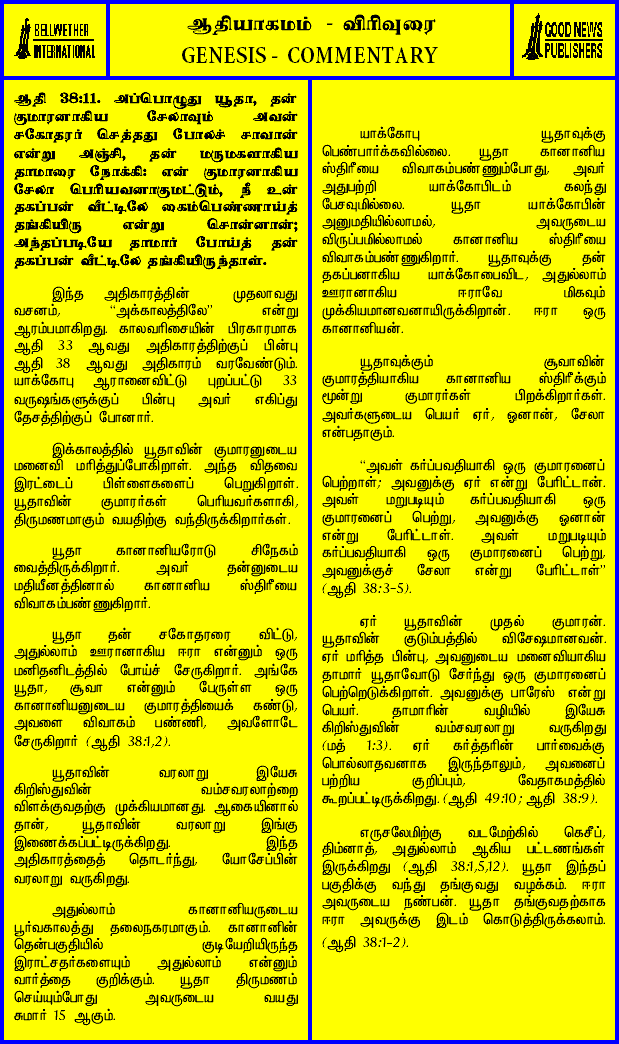 BELLWETHER
INTERNATIONAL
ஆதியாகமம் - விரிவுரை
GENESIS - COMMENTARY
GOOD NEWS
PUBLISHERS
ஆதி 38:11. அப்பொழுது யூதா, தன்
குமாரனாகிய சேலாவும் அவன்
சகோதரர் செத்தது போலச் சாவான்
என்று அஞ்சி, தன் மருமகளாகிய
தாமாரை நோக்கி: என் குமாரனாகிய
சேலா பெரியவனாகுமட்டும், நீ உன்
தகப்பன் வீட்டிலே கைம்பெண்ணாய்த்
தங்கியிரு என்று சொன்னான்;
அந்தப்படியே தாமார் போய்த் தன்
தகப்பன் வீட்டிலே தங்கியிருந்தாள்.
இந்த அதிகாரத்தின் முதலாவது
வசனம், “அக்காலத்திலே” என்று
ஆரம்பமாகிறது. காலவரிசையின் பிரகாரமாக
ஆதி 33 ஆவது அதிகாரத்திற்குப் பின்பு
ஆதி 38 ஆவது அதிகாரம் வரவேண்டும்.
யாக்கோபு ஆரானைவிட்டு புறப்பட்டு 33
வருஷங்களுக்குப் பின்பு அவர் எகிப்து
தேசத்திற்குப் போனார்.
இக்காலத்தில் யூதாவின் குமாரனுடைய
மனைவி மரித்துப்போகிறாள். அந்த விதவை
இரட்டைப் பிள்ளைகளைப் பெறுகிறாள்.
யூதாவின் குமாரர்கள் பெரியவர்களாகி,
திருமணமாகும் வயதிற்கு வந்திருக்கிறார்கள்.
யூதா கானானியரோடு சிநேகம்
வைத்திருக்கிறார். அவர் தன்னுடைய
மதியீனத்தினால் கானானிய ஸ்திரீயை
விவாகம்பண்ணுகிறார்.
யூதா தன் சகோதரரை விட்டு,
அதுல்லாம் ஊரானாகிய ஈரா என்னும் ஒரு
மனிதனிடத்தில் போய்ச் சேருகிறார். அங்கே
யூதா, சூவா என்னும் பேருள்ள ஒரு
கானானியனுடைய குமாரத்தியைக் கண்டு,
அவளை விவாகம் பண்ணி, அவளோடே
சேருகிறார் (ஆதி 38:1,2).
யூதாவின் வரலாறு இயேசு
கிறிஸ்துவின் வம்சவரலாற்றை
விளக்குவதற்கு முக்கியமானது. ஆகையினால்
தான், யூதாவின் வரலாறு இங்கு
இணைக்கப்பட்டிருக்கிறது. இந்த
அதிகாரத்தைத் தொடர்ந்து, யோசேப்பின்
வரலாறு வருகிறது.
அதுல்லாம் கானானியருடைய
பூர்வகாலத்து தலைநகரமாகும். கானானின்
தென்பகுதியில் குடியேறியிருந்த
இராட்சதர்களையும் அதுல்லாம் என்னும்
வார்த்தை குறிக்கும். யூதா திருமணம்
செய்யும்போது அவருடைய வயது
சுமார் 15 ஆகும்.
யாக்கோபு யூதாவுக்கு
பெண்பார்க்கவில்லை. யூதா கானானிய
ஸ்திரீயை விவாகம்பண்ணும்போது, அவர்
அதுபற்றி யாக்கோபிடம் கலந்து
பேசவுமில்லை. யூதா யாக்கோபின்
அனுமதியில்லாமல், அவருடைய
விருப்பமில்லாமல் கானானிய ஸ்திரீயை
விவாகம்பண்ணுகிறார். யூதாவுக்கு தன்
தகப்பனாகிய யாக்கோபைவிட, அதுல்லாம்
ஊரானாகிய ஈராவே மிகவும்
முக்கியமானவனாயிருக்கிறான். ஈரா ஒரு
கானானியன்.
யூதாவுக்கும் சூவாவின்
குமாரத்தியாகிய கானானிய ஸ்திரீக்கும்
மூன்று குமாரர்கள் பிறக்கிறார்கள்.
அவர்களுடைய பெயர் ஏர், ஓனான், சேலா
என்பதாகும்.
“அவள் கர்ப்பவதியாகி ஒரு குமாரனைப்
பெற்றாள்; அவனுக்கு ஏர் என்று பேரிட்டான்.
அவள் மறுபடியும் கர்ப்பவதியாகி ஒரு
குமாரனைப் பெற்று, அவனுக்கு ஓனான்
என்று பேரிட்டாள். அவள் மறுபடியும்
கர்ப்பவதியாகி ஒரு குமாரனைப் பெற்று,
அவனுக்குச் சேலா என்று பேரிட்டாள்”
(ஆதி 38:3-5).
ஏர் யூதாவின் முதல் குமாரன்.
யூதாவின் குடும்பத்தில் விசேஷமானவன்.
ஏர் மரித்த பின்பு, அவனுடைய மனைவியாகிய
தாமார் யூதாவோடு சேர்ந்து ஒரு குமாரனைப்
பெற்றெடுக்கிறாள். அவனுக்கு பாரேஸ் என்று
பெயர். தாமாரின் வழியில் இயேசு
கிறிஸ்துவின் வம்சவரலாறு வருகிறது
(மத் 1:3). ஏர் கர்த்தரின் பார்வைக்கு
பொல்லாதவனாக இருந்தாலும், அவனைப்
பற்றிய குறிப்பும், வேதாகமத்தில்
கூறப்பட்டிருக்கிறது. (ஆதி 49:10; ஆதி 38:9).
எருசலேமிற்கு வடமேற்கில் கெசீப்,
திம்னாத், அதுல்லாம் ஆகிய பட்டணங்கள்
இருக்கிறது (ஆதி 38:1,5,12). யூதா இந்தப்
பகுதிக்கு வந்து தங்குவது வழக்கம். ஈரா
அவருடைய நண்பன். யூதா தங்குவதற்காக
ஈரா அவருக்கு இடம் கொடுத்திருக்கலாம்.
(ஆதி 38:1-2).